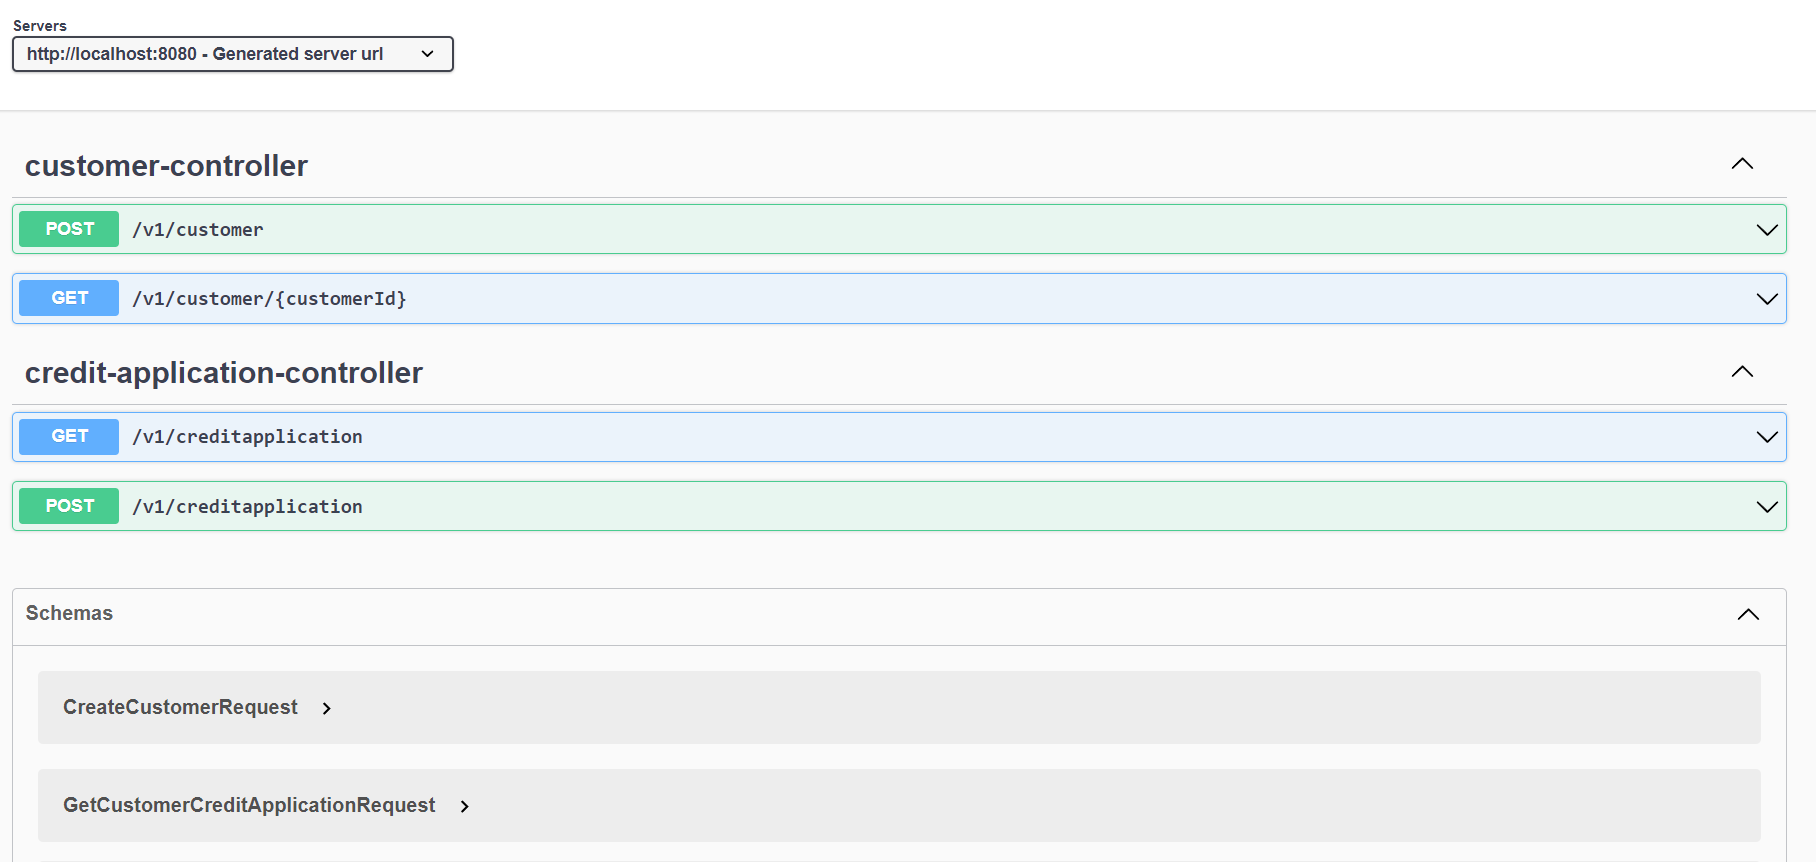 Servers
http://localhost:8080 - Generated server url
customer-controller
POST /v1/customer
GET /v1/customer/{customerId}
credit-application-controller
GET /v1/creditapplication
POST /v1/creditapplication
Schemas
CreateCustomerRequest
GetCustomerCreditApplicationRequest